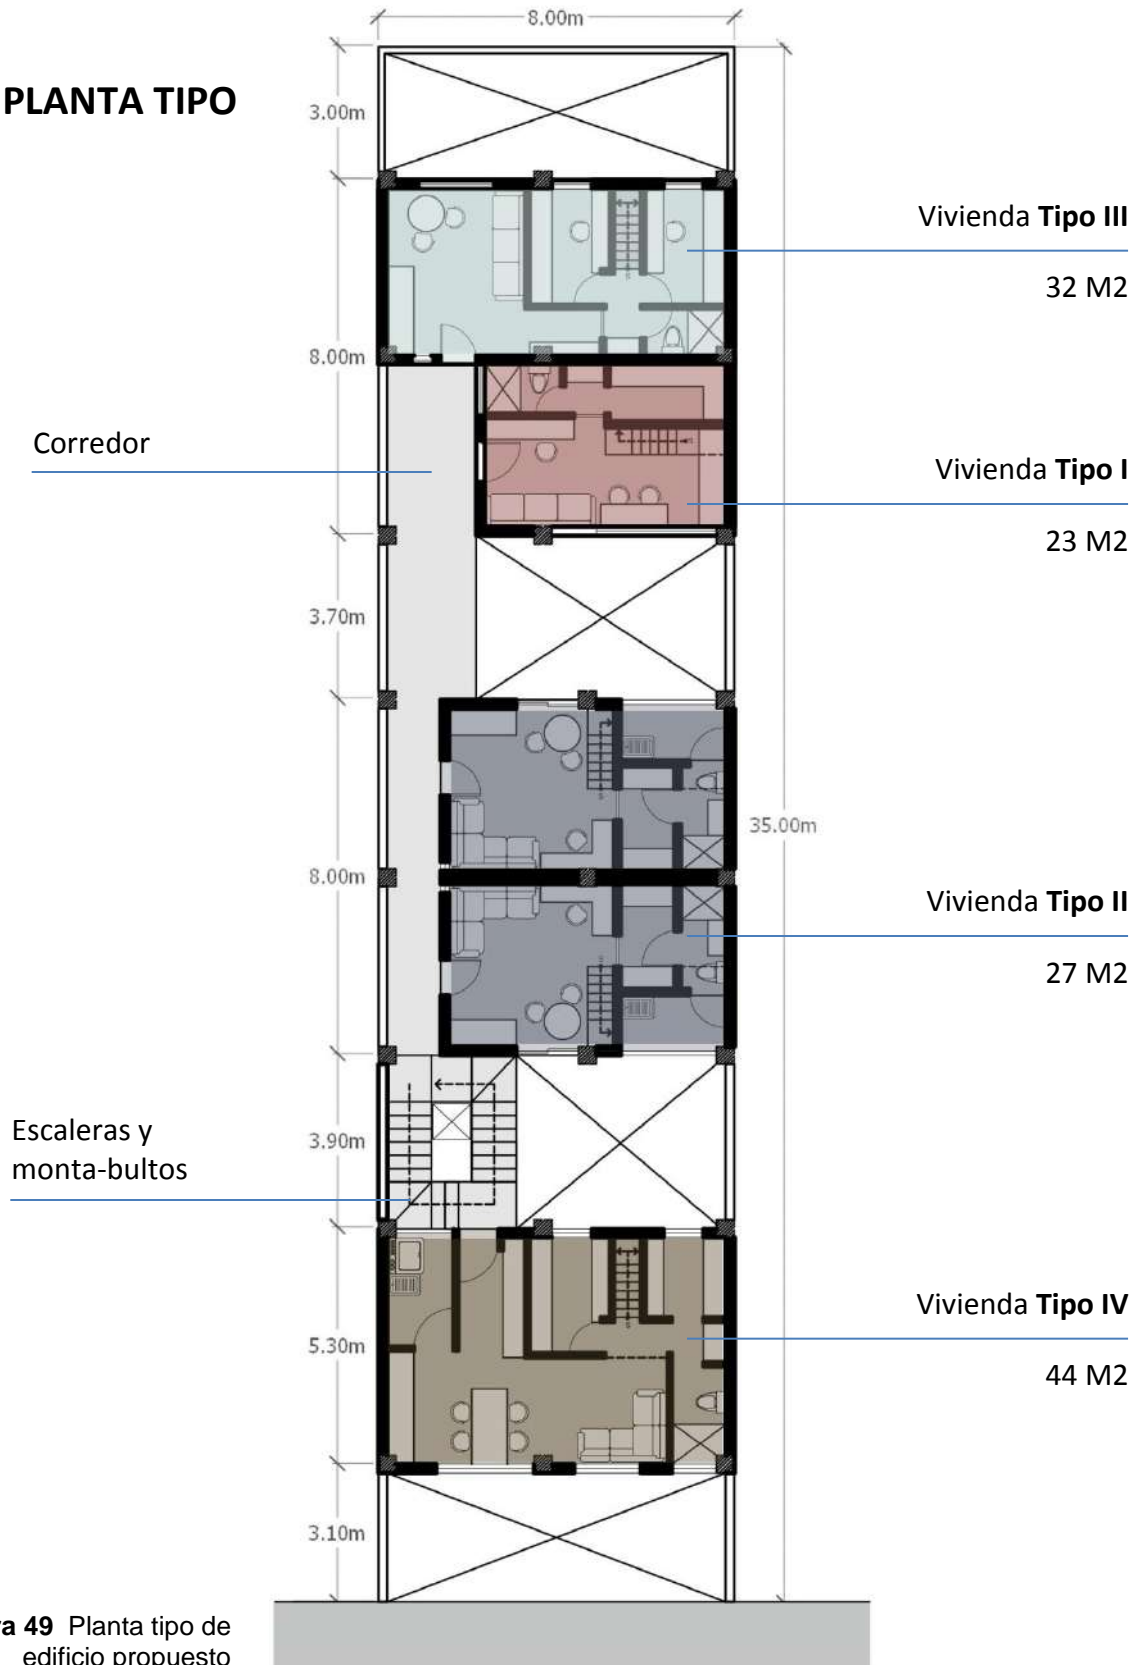 8.00m
PLANTA TIPO
3.00m
Vivienda Tipo III
32 M2
8.00m
Corredor
Vivienda Tipo I
23 M2
3.70m
35.00m
8.00m
Vivienda Tipo II
27 M2
Escaleras y
monta-bultos
3.90m
Vivienda Tipo IV
44 M2
5.30m
3.10m
a 49 Planta tipo de
edificio propuesto